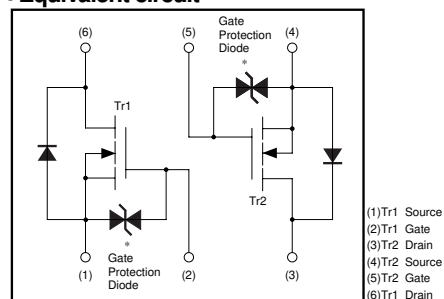 Equivalent circuit
(6)
(5)
Gate
Protection
Diode
(4)
*
Tr1
Tr2
*
(1)
Gate
Protection
Diode
(2)
(3)
(1)Tr1 Source
(2)Tr1 Gate
(3)Tr2 Drain
(4)Tr2 Source
(5)Tr2 Gate
(6)Tr1 Drain